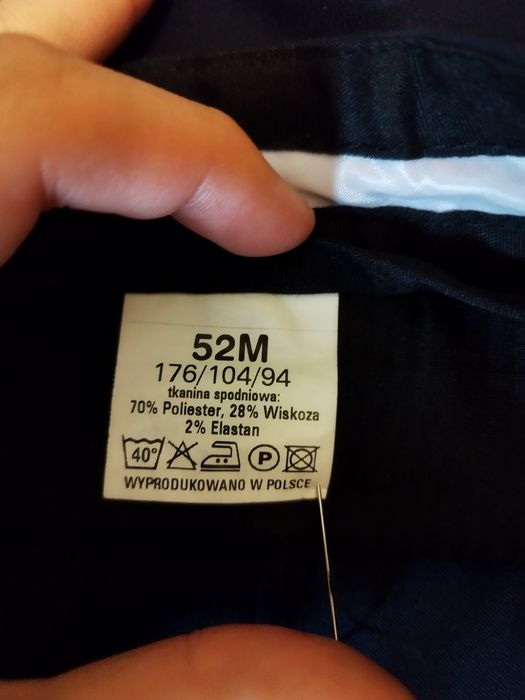 52M
176/104/94
tkanina spodniowa:
70% Poliester, 28% Wiskoza
2% Elastan
40° P
WYPRODUKOWANO W POLSCE